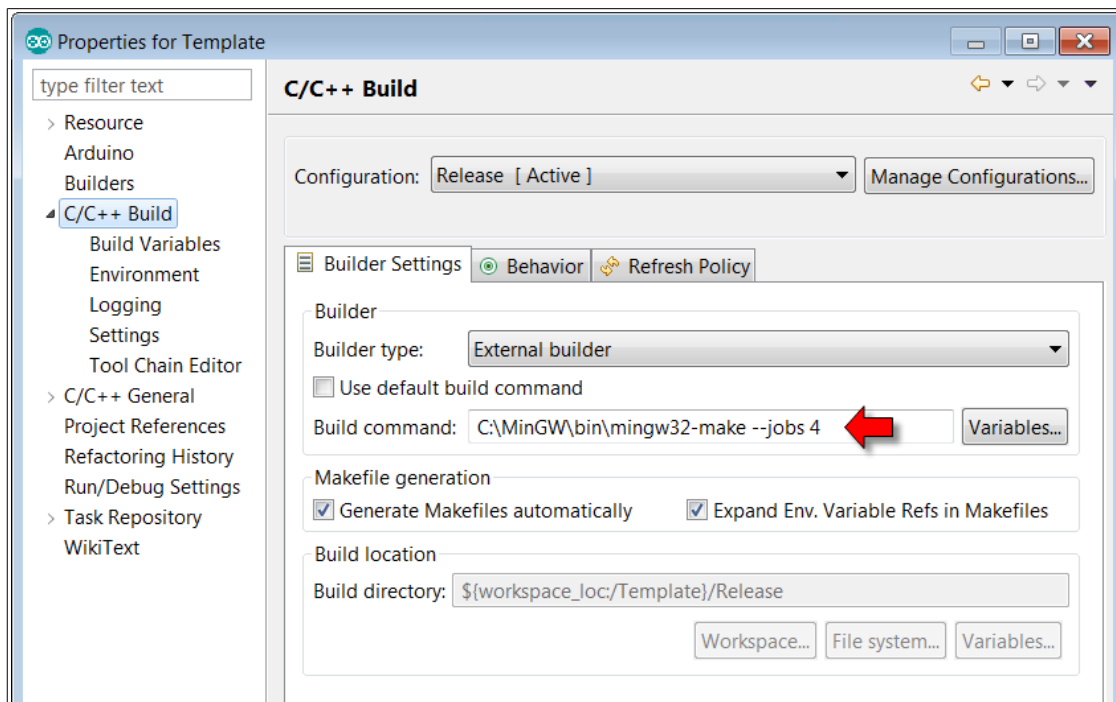 Properties for Template
type filter text
Resource
Arduino
Builders
C/C++ Build
Build Variables
Environment
Logging
Settings
Tool Chain Editor
C/C++ General
Project References
Refactoring History
Run/Debug Settings
Task Repository
WikiText
C/C++ Build
Configuration: Release [ Active ] Manage Configurations...
Builder Settings Behavior Refresh Policy
Builder
Builder type: External builder
Use default build command
Build command: C:\MinGW\bin\mingw32-make --jobs 4 Variables...
Makefile generation
Generate Makefiles automatically Expand Env. Variable Refs in Makefiles
Build location
Build directory: ${workspace_loc:/Template}/Release
Workspace... File system... Variables...